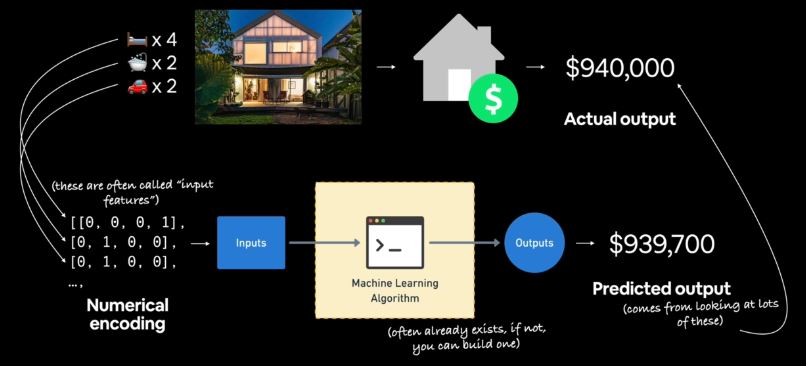 x 4
x 2
x 2
$
$940,000
Actual output
(these are often called "input
features")
[[0, 0, 0, 1],
[0, 1, 0, 0],
[0, 1, 0, 0],
...,
Numerical
encoding
Inputs
>_
Machine Learning
Algorithm
(often already exists, if not,
you can build one)
Outputs
$939,700
Predicted output
(comes from looking at lots
of these)